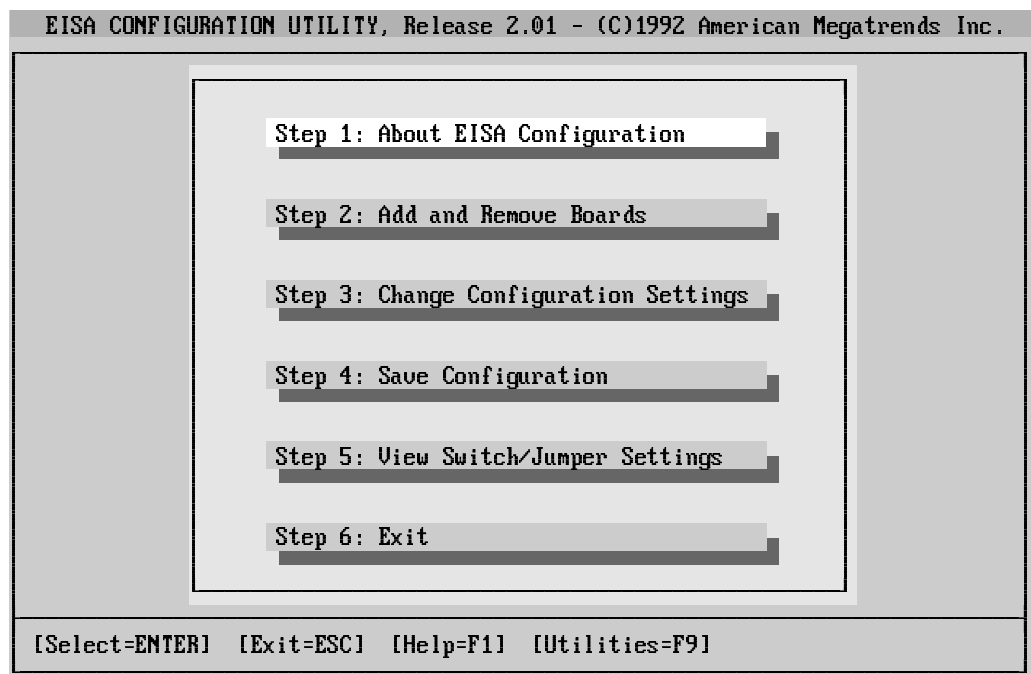 EISA CONFIGURATION UTILITY, Release 2.01 - (C)1992 American Megatrends Inc.
Step 1: About EISA Configuration
Step 2: Add and Remove Boards
Step 3: Change Configuration Settings
Step 4: Save Configuration
Step 5: View Switch/Jumper Settings
Step 6: Exit
[Select=ENTER] [Exit=ESC] [Help=F1] [Utilities=F9]